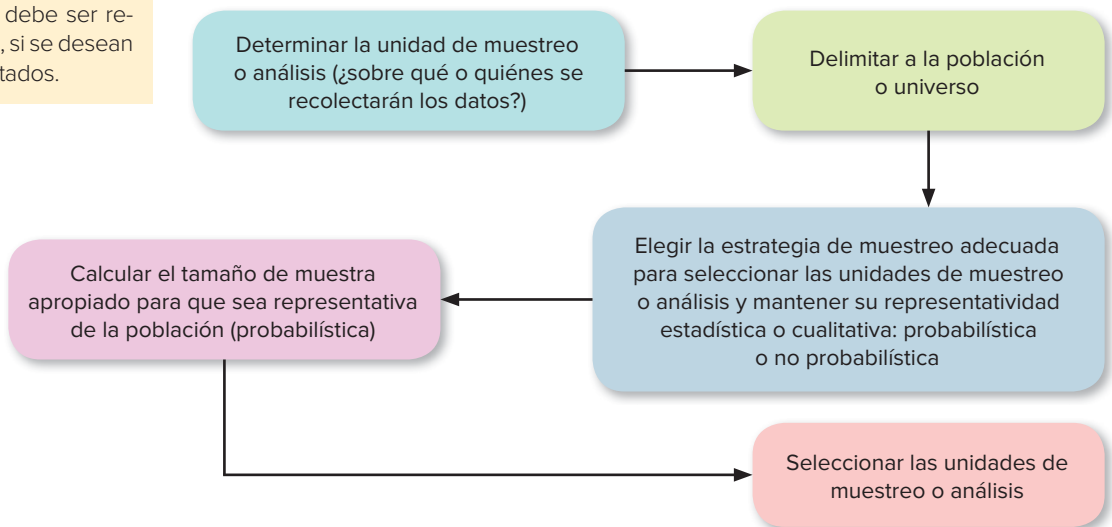 debe ser re-
, si se desean
tados.
Determinar la unidad de muestreo
o análisis (¿sobre qué o quiénes se
recolectarán los datos?)
Delimitar a la población
o universo
Elegir la estrategia de muestreo adecuada
para seleccionar las unidades de muestreo
o análisis y mantener su representatividad
estadística o cualitativa: probabilística
o no probabilística
Calcular el tamaño de muestra
apropiado para que sea representativa
de la población (probabilística)
Seleccionar las unidades de
muestreo o análisis